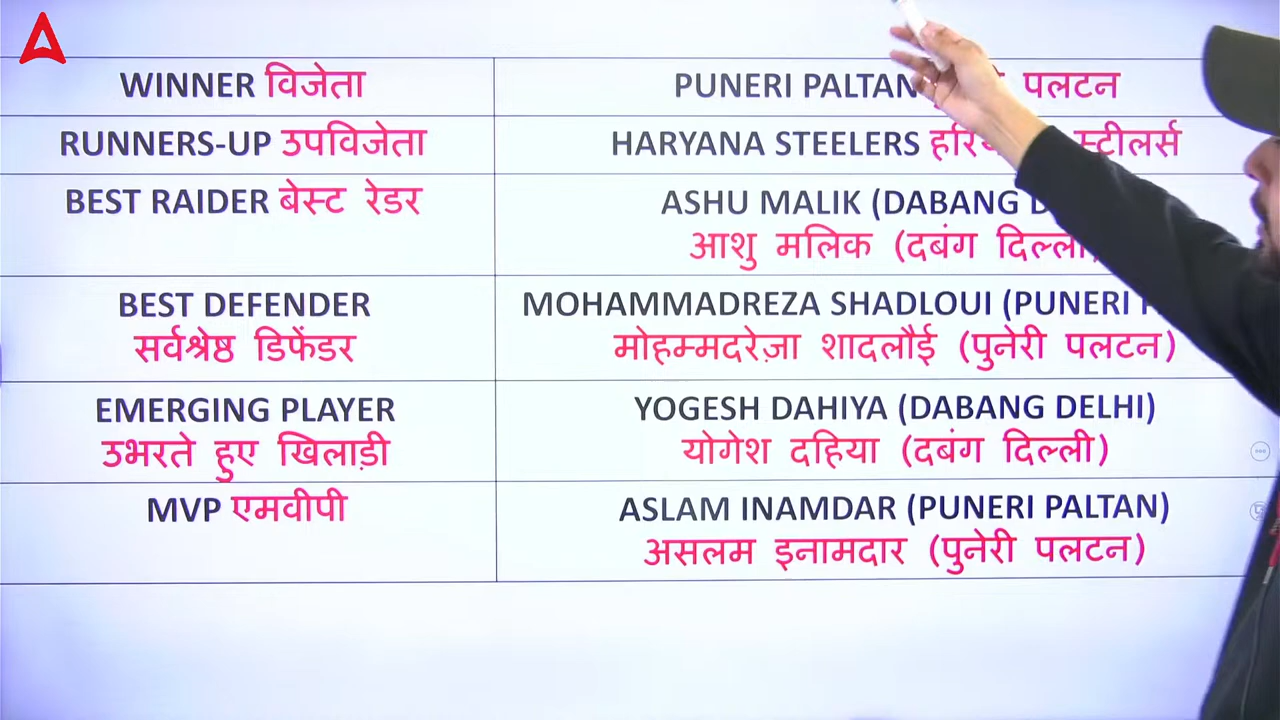 WINNER विजेता
PUNERI PALTAN पलटन
RUNNERS-UP उपविजेता
HARYANA STEELERS स्टीलर्स
BEST RAIDER बेस्ट रेडर
ASHU MALIK (DABANG
आशु मलिक (दबंग दिल्ली)
BEST DEFENDER
सर्वश्रेष्ठ डिफेंडर
MOHAMMADREZA SHADLOUI (PUNERI
मोहम्मदरेज़ा शादलौई (पुनेरी पलटन)
EMERGING PLAYER
उभरते हुए खिलाड़ी
YOGESH DAHIYA (DABANG DELHI)
योगेश दहिया (दबंग दिल्ली)
MVP एमवीपी
ASLAM INAMDAR (PUNERI PALTAN)
असलम इनामदार (पुनेरी पलटन)